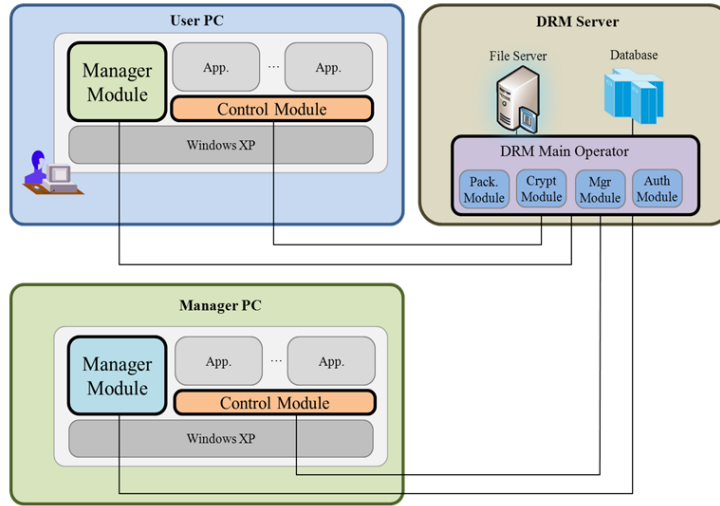 User PC
Manager
Module
App.
...
App.
Control Module
Windows XP
DRM Server
File Server
Database
DRM Main Operator
Pack.
Module
Crypt
Module
Mgr
Module
Auth
Module
Manager PC
Manager
Module
App.
...
App.
Control Module
Windows XP